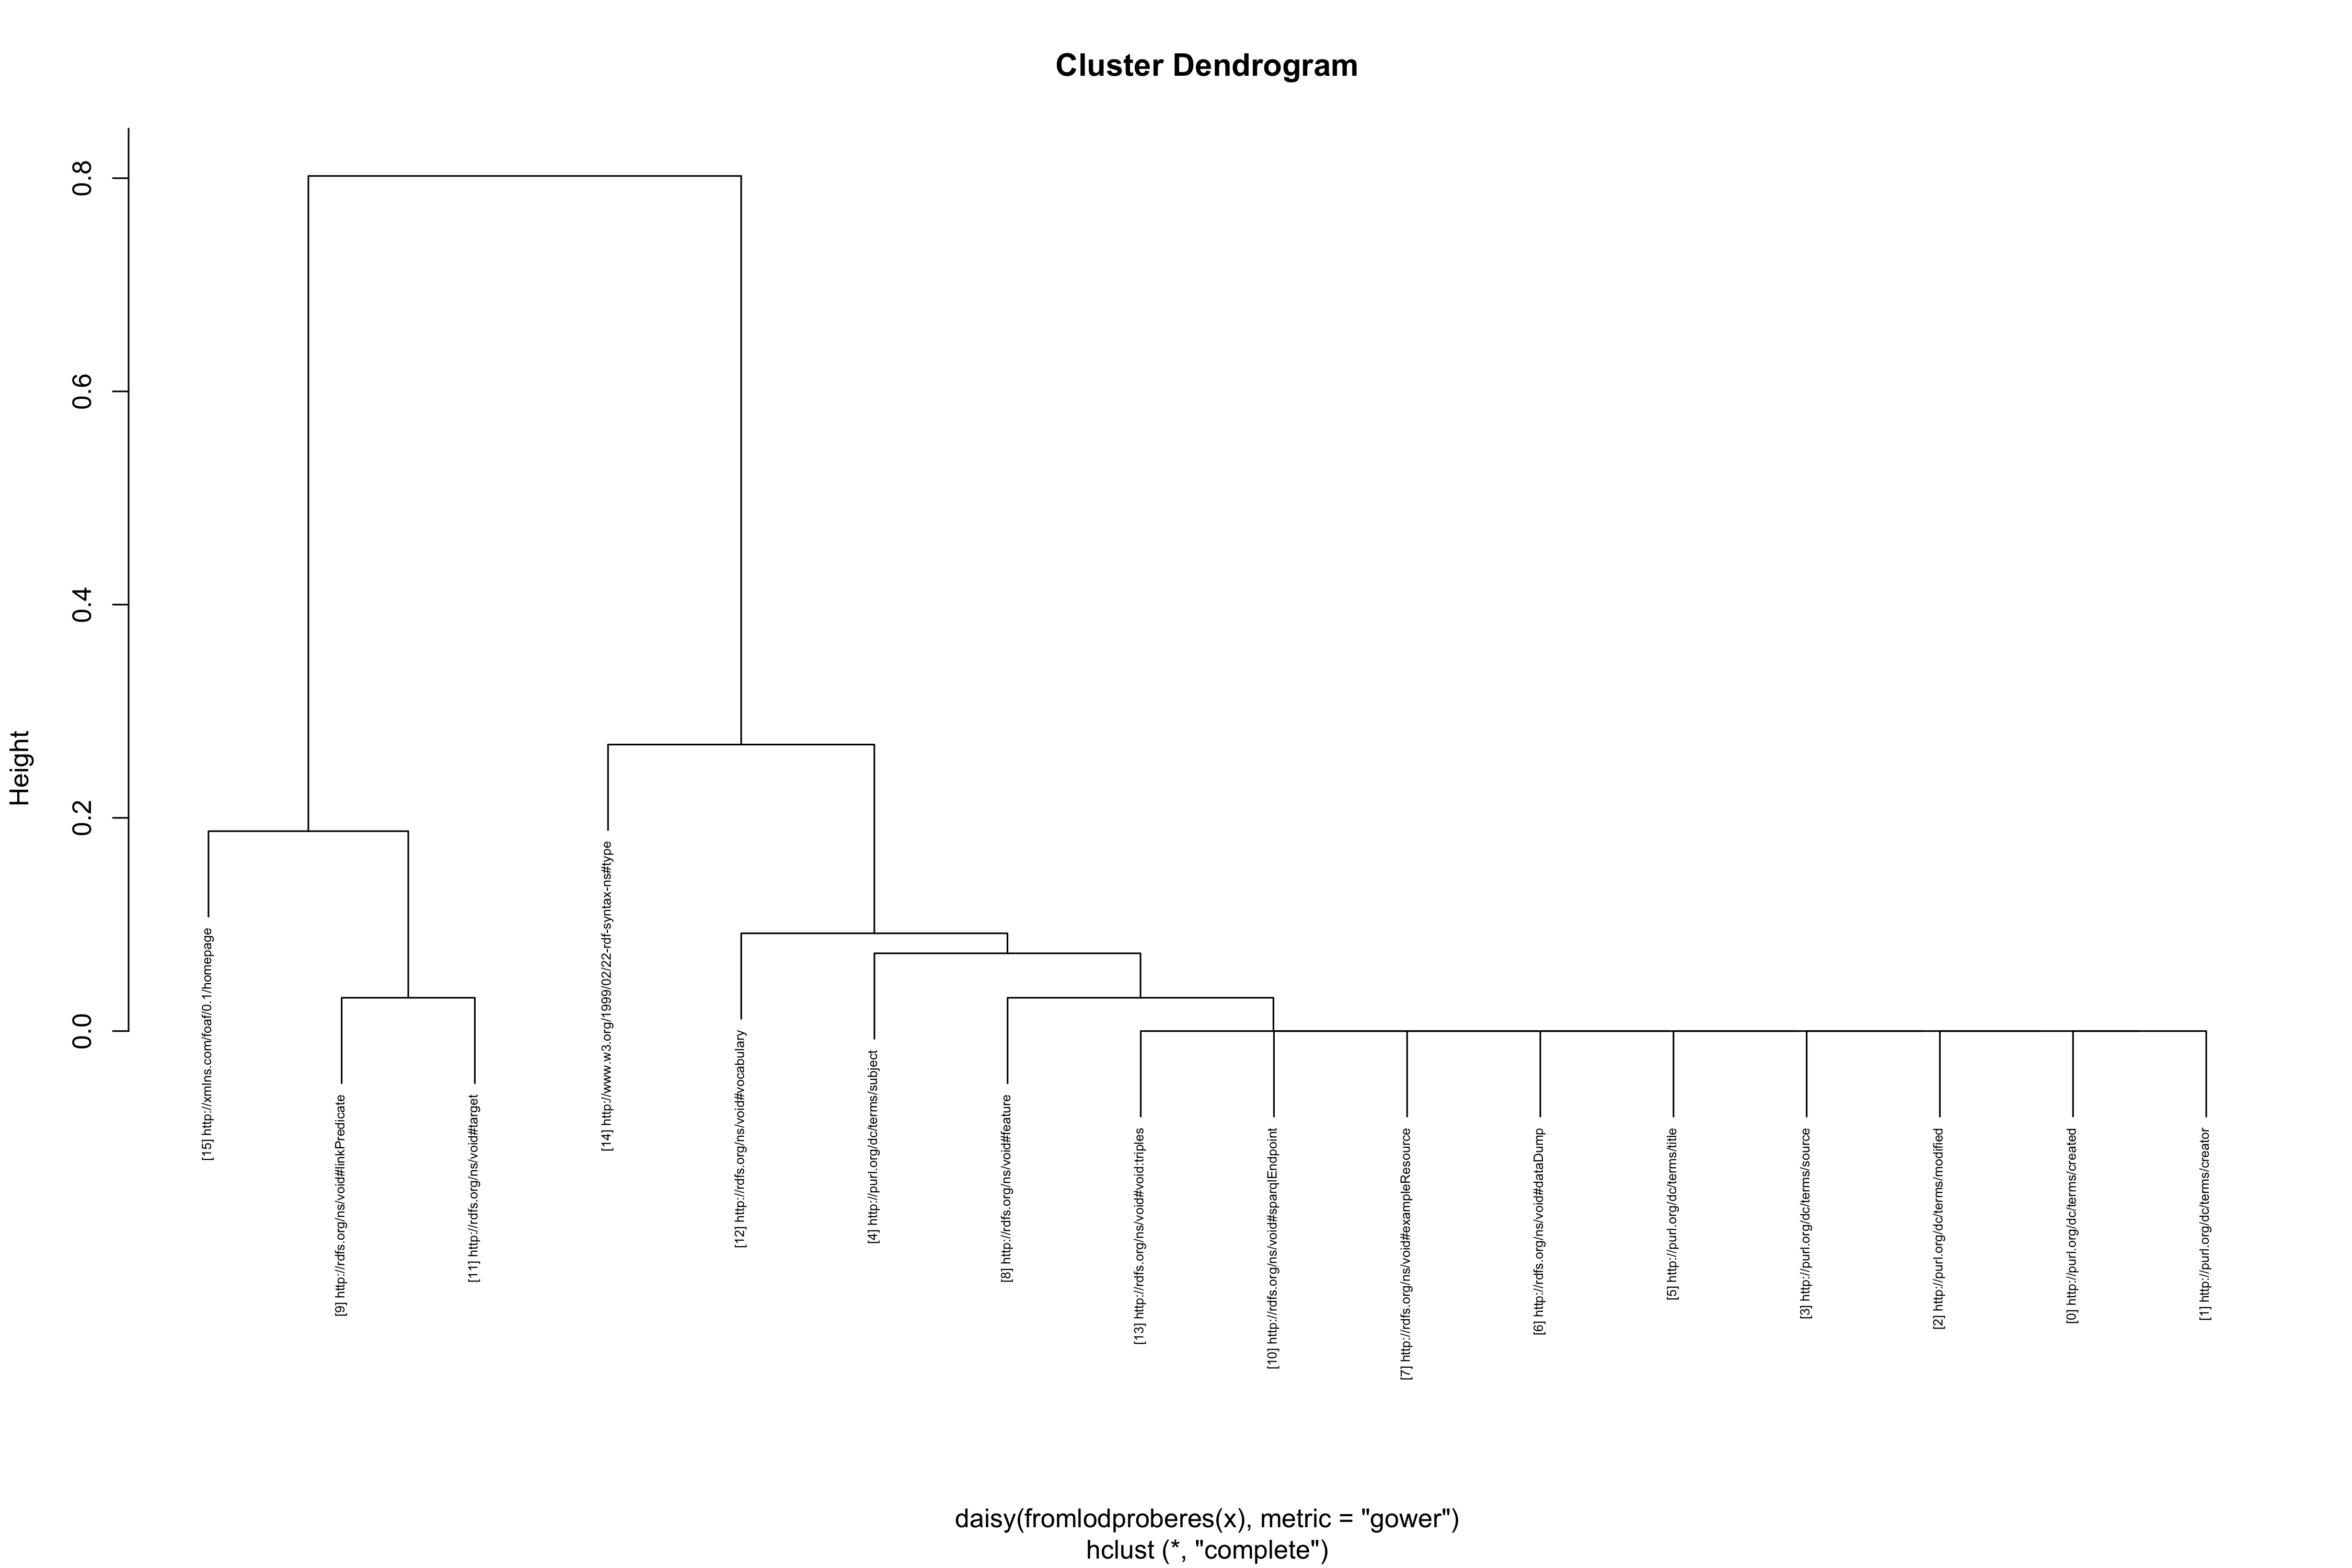 Cluster Dendrogram
Height
0.8
0.6
0.4
0.2
0.0
[15] http://xmlns.com/foaf/0.1/homepage
[9] http://rdfs.org/ns/void#linkPredicate
[11] http://rdfs.org/ns/void#target
[14] http://www.w3.org/1999/02/22-rdf-syntax-ns#type
[12] http://rdfs.org/ns/void#vocabulary
[4] http://purl.org/dc/terms/subject
[8] http://rdfs.org/ns/void#feature
[13] http://rdfs.org/ns/void#void:triples
[10] http://rdfs.org/ns/void#sparqlEndpoint
[7] http://rdfs.org/ns/void#exampleResource
[6] http://rdfs.org/ns/void#dataDump
[5] http://purl.org/dc/terms/title
[3] http://purl.org/dc/terms/source
[2] http://purl.org/dc/terms/modified
[0] http://purl.org/dc/terms/created
[1] http://purl.org/dc/terms/creator
daisy(fromlodproberes(x), metric = "gower")
hclust (*, "complete")